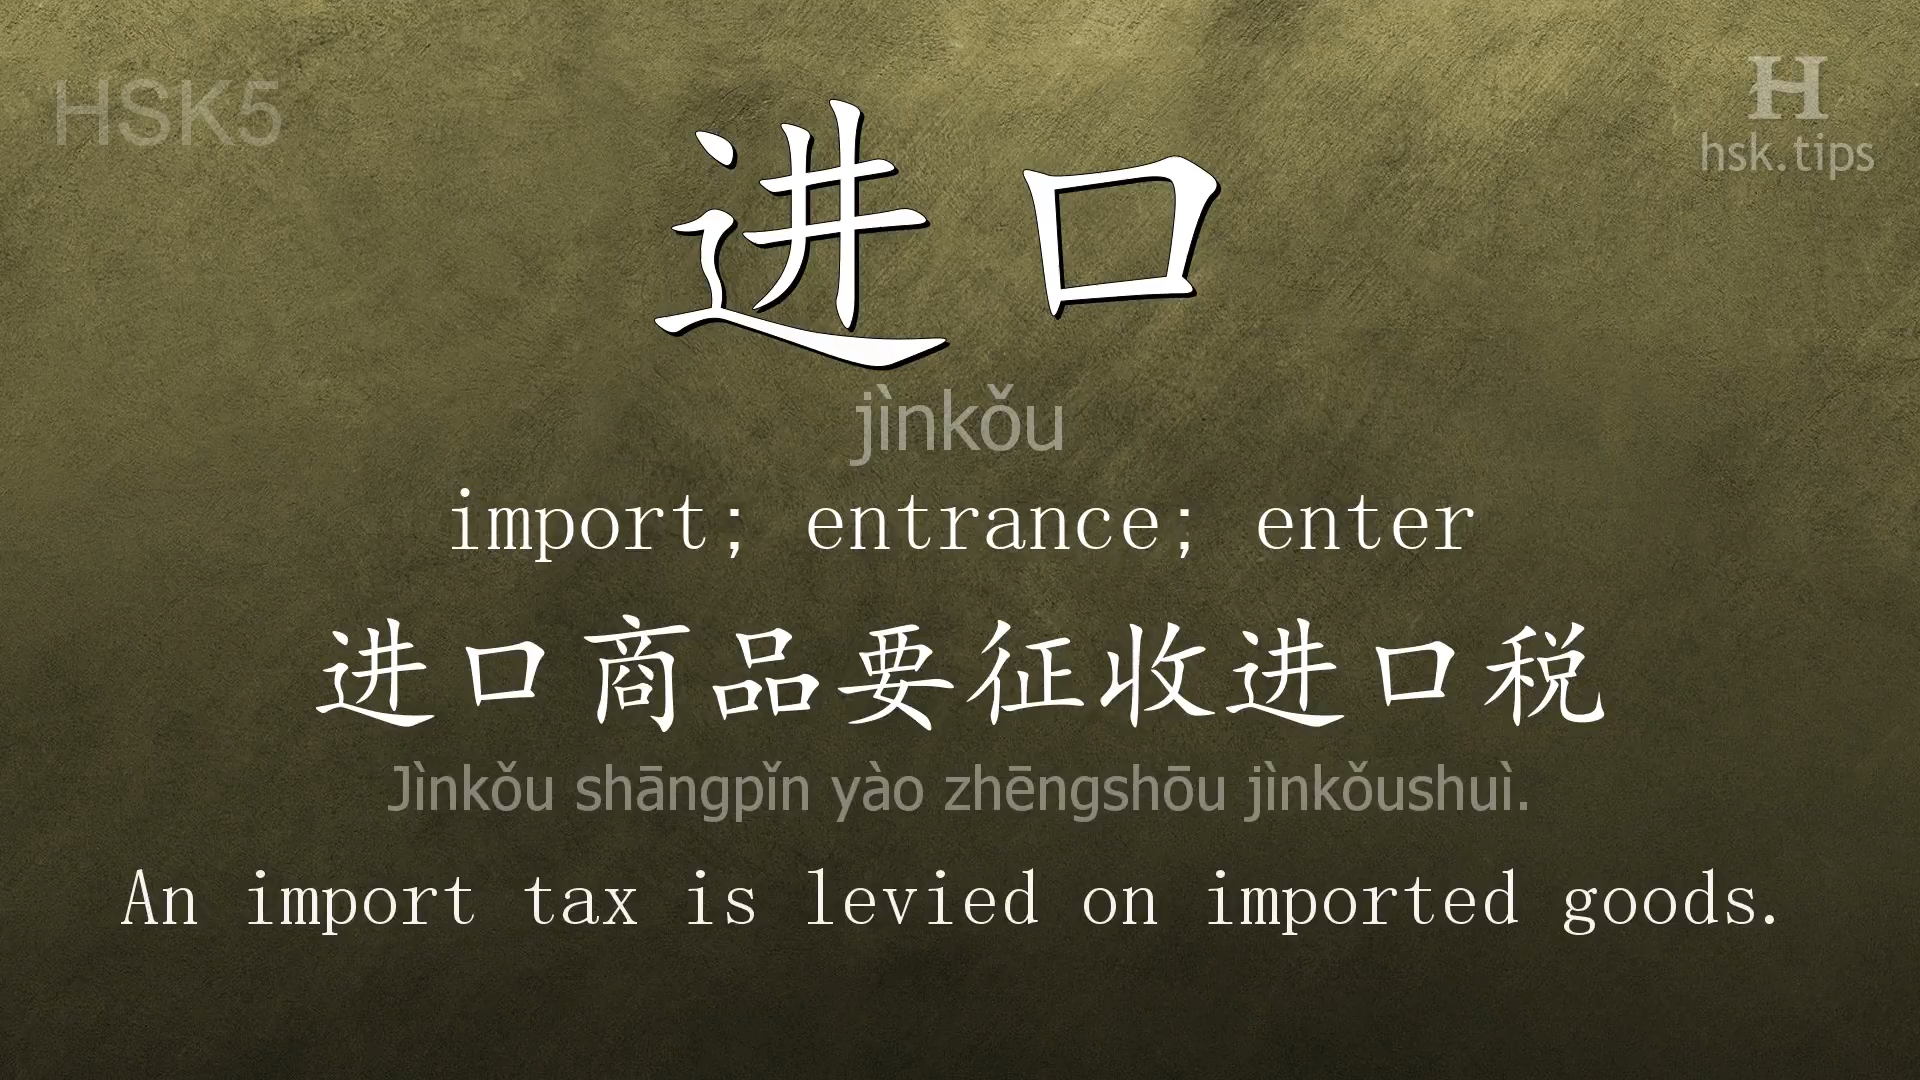 HSK5
H
hsk.tips
进口
jìnkǒu
import; entrance; enter
进口商品要征收进口税
Jìnkǒu shāngpǐn yào zhēngshōu jìnkǒushuì.
An import tax is levied on imported goods.